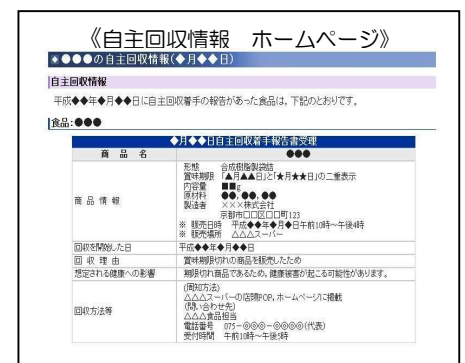 《自主回収情報　ホームページ》
◆●●●の自主回収情報(◆月◆◆日)
自主回収情報
平成◆◆年◆月◆◆日に自主回収着手の報告があった食品は、下記のとおりです。
食品:●●●
◆月◆◆日自主回収着手報告書受理
商品名 ●●●
商品情報
形態 合成樹脂製袋詰
賞味期限 「▲月▲▲日」と「★月★★日」の二重表示
内容量 ■■g
原材料 ●●,●●,●●
製造者 ×××株式会社
京都市□□区□□町123
※ 販売日時 平成◆◆年◆月◆日午前10時～午後4時
※ 販売場所 △△△スーパー
回収を開始した日 平成◆◆年◆月◆◆日
回収理由 賞味期限切れの商品を販売したため
想定される健康への影響 期限切れ商品であるため,健康被害が起こる可能性があります。
回収方法等
(周知方法)
△△△スーパーの店頭POP,ホームページに掲載
(問い合わせ先)
△△△食品担当
電話番号 075-◎◎◎-◎◎◎◎(代表)
受付時間 午前10時～午後5時